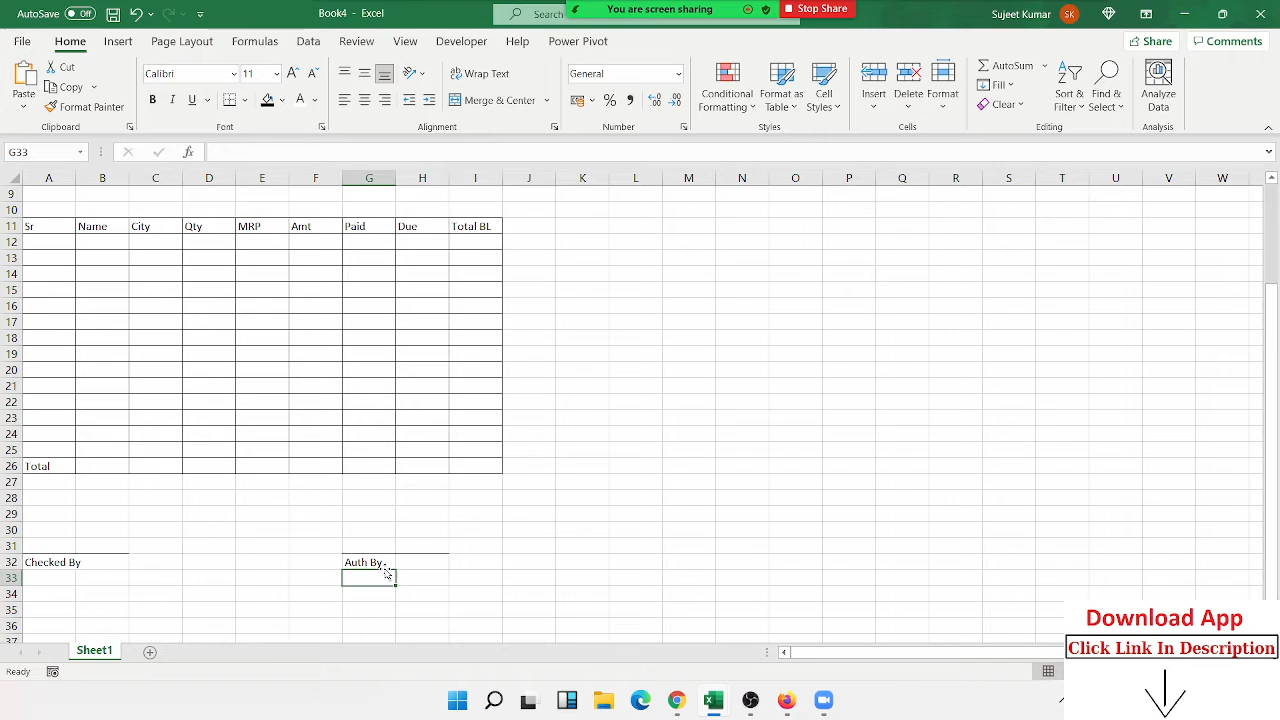 AutoSave Off Book4 - Excel Search You are screen sharing Stop Share Sujeet Kumar SK
File Home Insert Page Layout Formulas Data Review View Developer Help Power Pivot Share Comments
Paste Cut Copy Format Painter
Calibri 11 B I U A
Wrap Text Merge & Center
General
Conditional Formatting Format as Table Cell Styles
Insert Delete Format
AutoSum Fill Clear Sort & Filter Find & Select
Analyze Data
Clipboard Font Alignment Number Styles Cells Editing Analysis
G33 fx
A B C D E F G H I J K L M N O P Q R S T U V W
9
10
11 Sr Name City Qty MRP Amt Paid Due Total BL
12
13
14
15
16
17
18
19
20
21
22
23
24
25
26 Total
27
28
29
30
31
32 Checked By Auth By
33
34
35
36
37
Sheet1
Ready
Download App
Click Link In Description